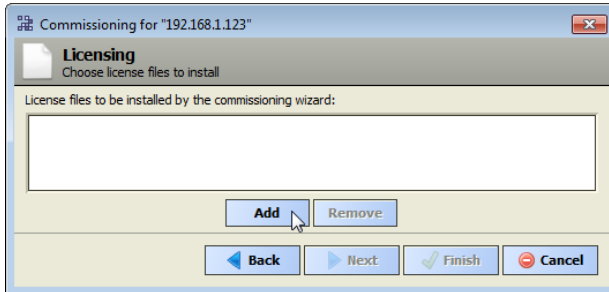 Commissioning for "192.168.1.123"
Licensing
Choose license files to install
License files to be installed by the commissioning wizard:
Add Remove
Back Next Finish Cancel